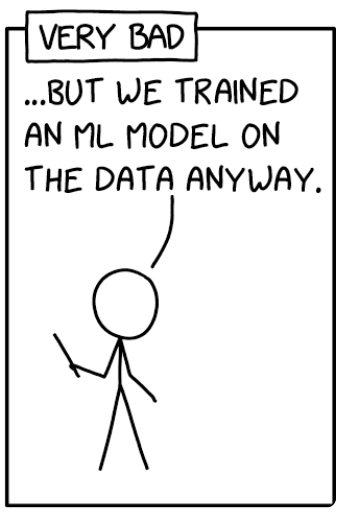 VERY BAD
...BUT WE TRAINED
AN ML MODEL ON
THE DATA ANYWAY.